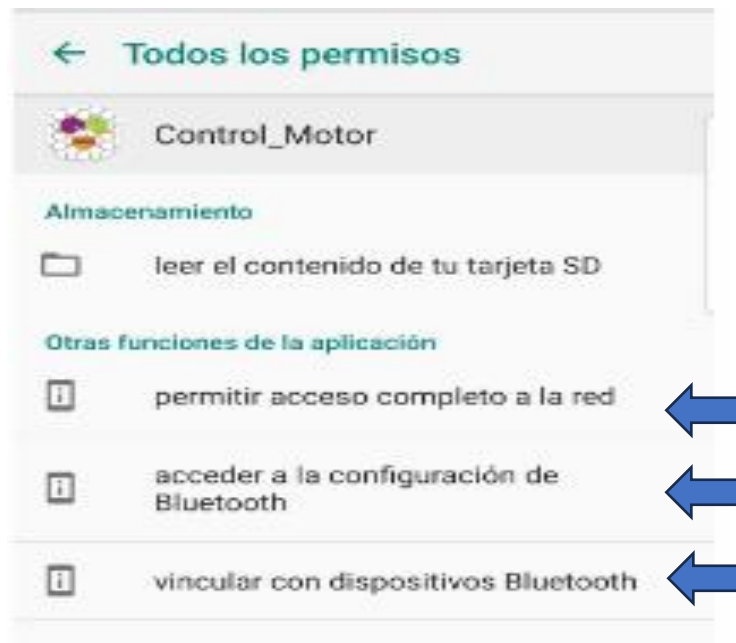 Todos los permisos
Control_Motor
Almacenamiento
leer el contenido de tu tarjeta SD
Otras funciones de la aplicación
permitir acceso completo a la red
acceder a la configuración de
Bluetooth
vincular con dispositivos Bluetooth